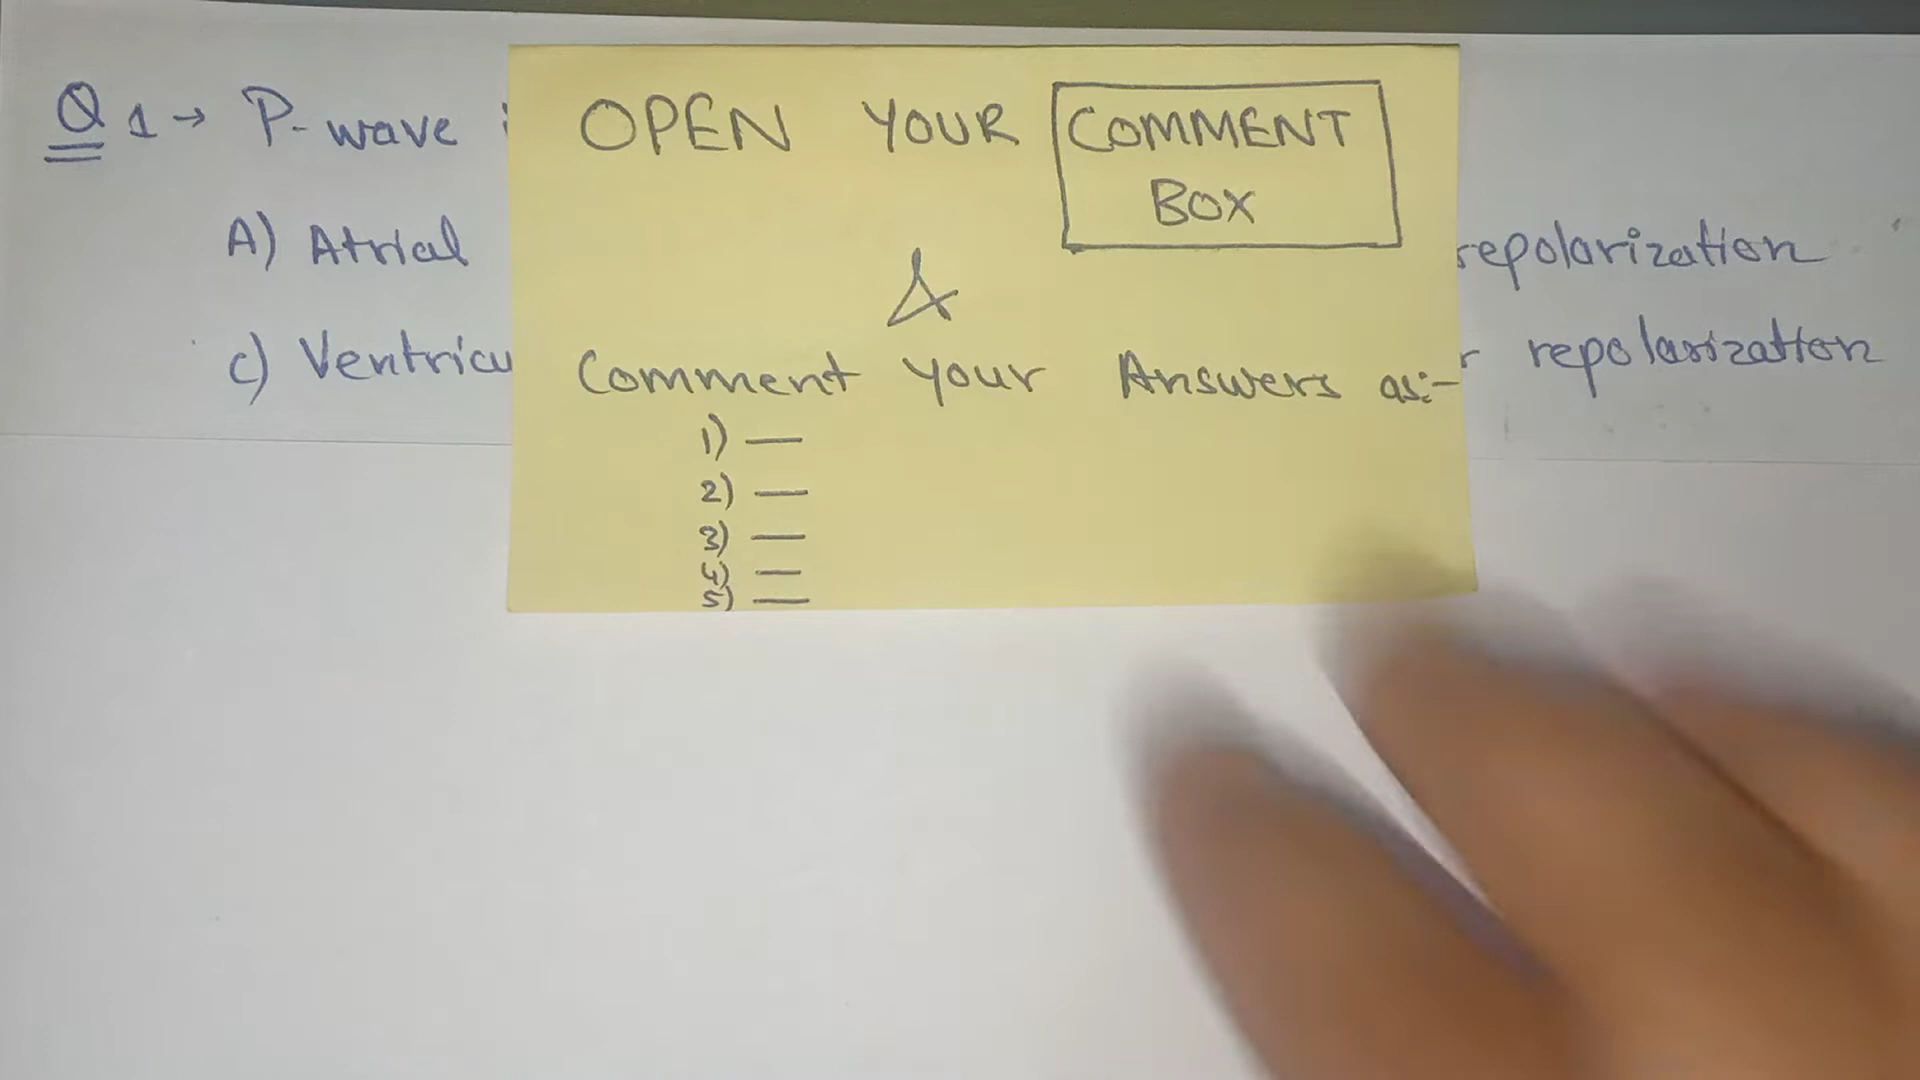 Q 1 → P-wave i
A) Atrial
repolarization
C) Ventricu
r repolarization
OPEN YOUR COMMENT
BOX
&
Comment your Answers as:-
1) —
2) —
3) —
4) —
5) —